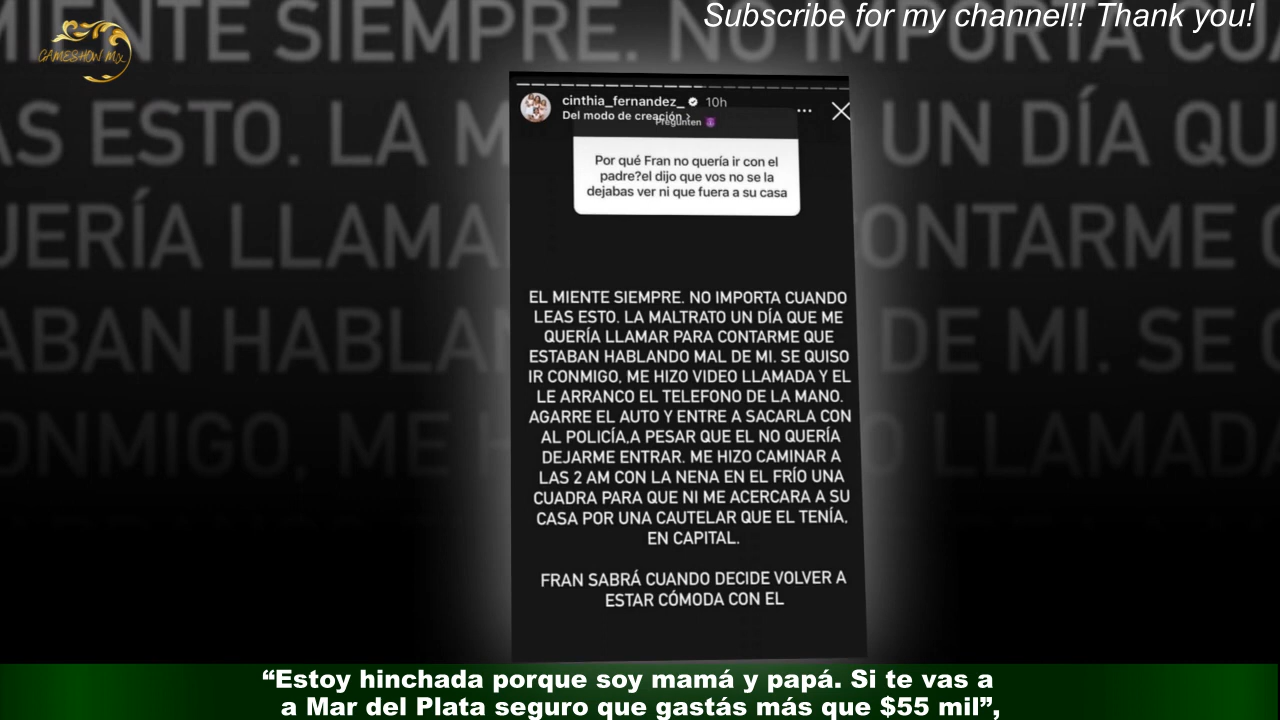 Subscribe for my channel!! Thank you!
GAMESHOW MX
cinthia_fernandez_ 10h
Del modo de creación >
Pregunten
Por qué Fran no quería ir con el
padre?el dijo que vos no se la
dejabas ver ni que fuera a su casa
EL MIENTE SIEMPRE. NO IMPORTA CUANDO
LEAS ESTO. LA MALTRATO UN DÍA QUE ME
QUERÍA LLAMAR PARA CONTARME QUE
ESTABAN HABLANDO MAL DE MI. SE QUISO
IR CONMIGO, ME HIZO VIDEO LLAMADA Y EL
LE ARRANCO EL TELEFONO DE LA MANO.
AGARRE EL AUTO Y ENTRE A SACARLA CON
AL POLICÍA,A PESAR QUE EL NO QUERÍA
DEJARME ENTRAR. ME HIZO CAMINAR A
LAS 2 AM CON LA NENA EN EL FRÍO UNA
CUADRA PARA QUE NI ME ACERCARA A SU
CASA POR UNA CAUTELAR QUE EL TENÍA,
EN CAPITAL.
FRAN SABRÁ CUANDO DECIDE VOLVER A
ESTAR CÓMODA CON EL
“Estoy hinchada porque soy mamá y papá. Si te vas a
a Mar del Plata seguro que gastás más que $55 mil”,